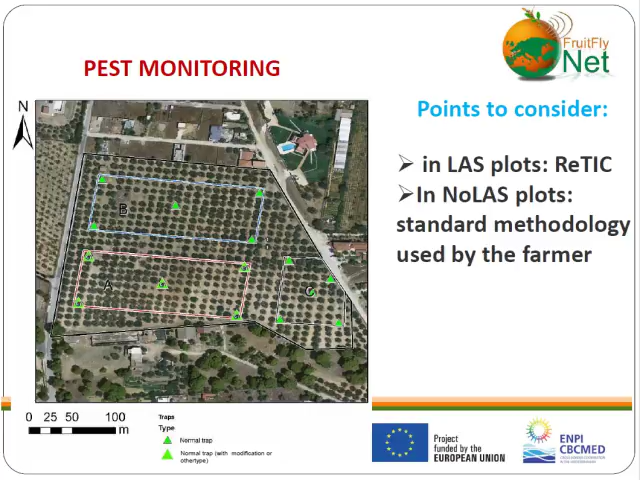 FruitFly
Net
PEST MONITORING
Points to consider:
in LAS plots: ReTIC
In NoLAS plots:
standard methodology
used by the farmer
N
B
A
C
0 25 50 100
m
Traps
Type
Normal trap
Normal trap (with modification or
othertype)
Project
funded by the
EUROPEAN UNION
ENPI
CBCMED